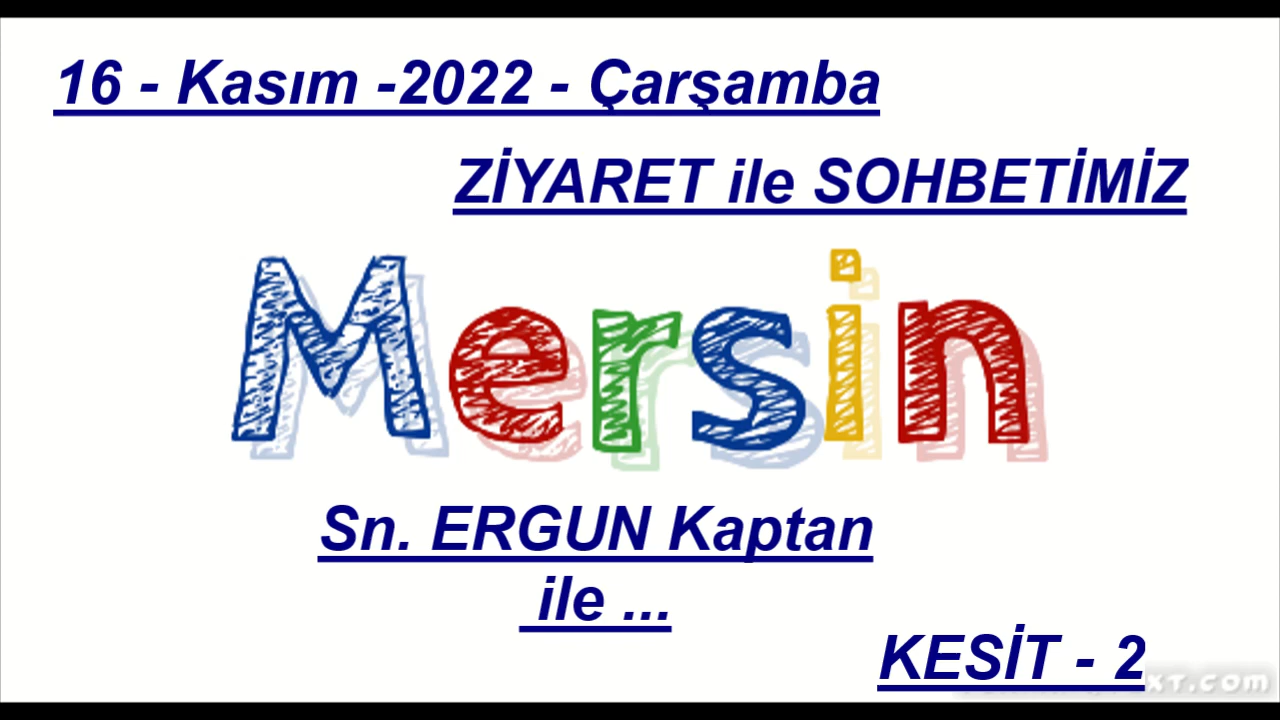 16 - Kasım -2022 - Çarşamba
ZİYARET ile SOHBETİMİZ
Mersin
Sn. ERGUN Kaptan
ile ...
KESİT - 2